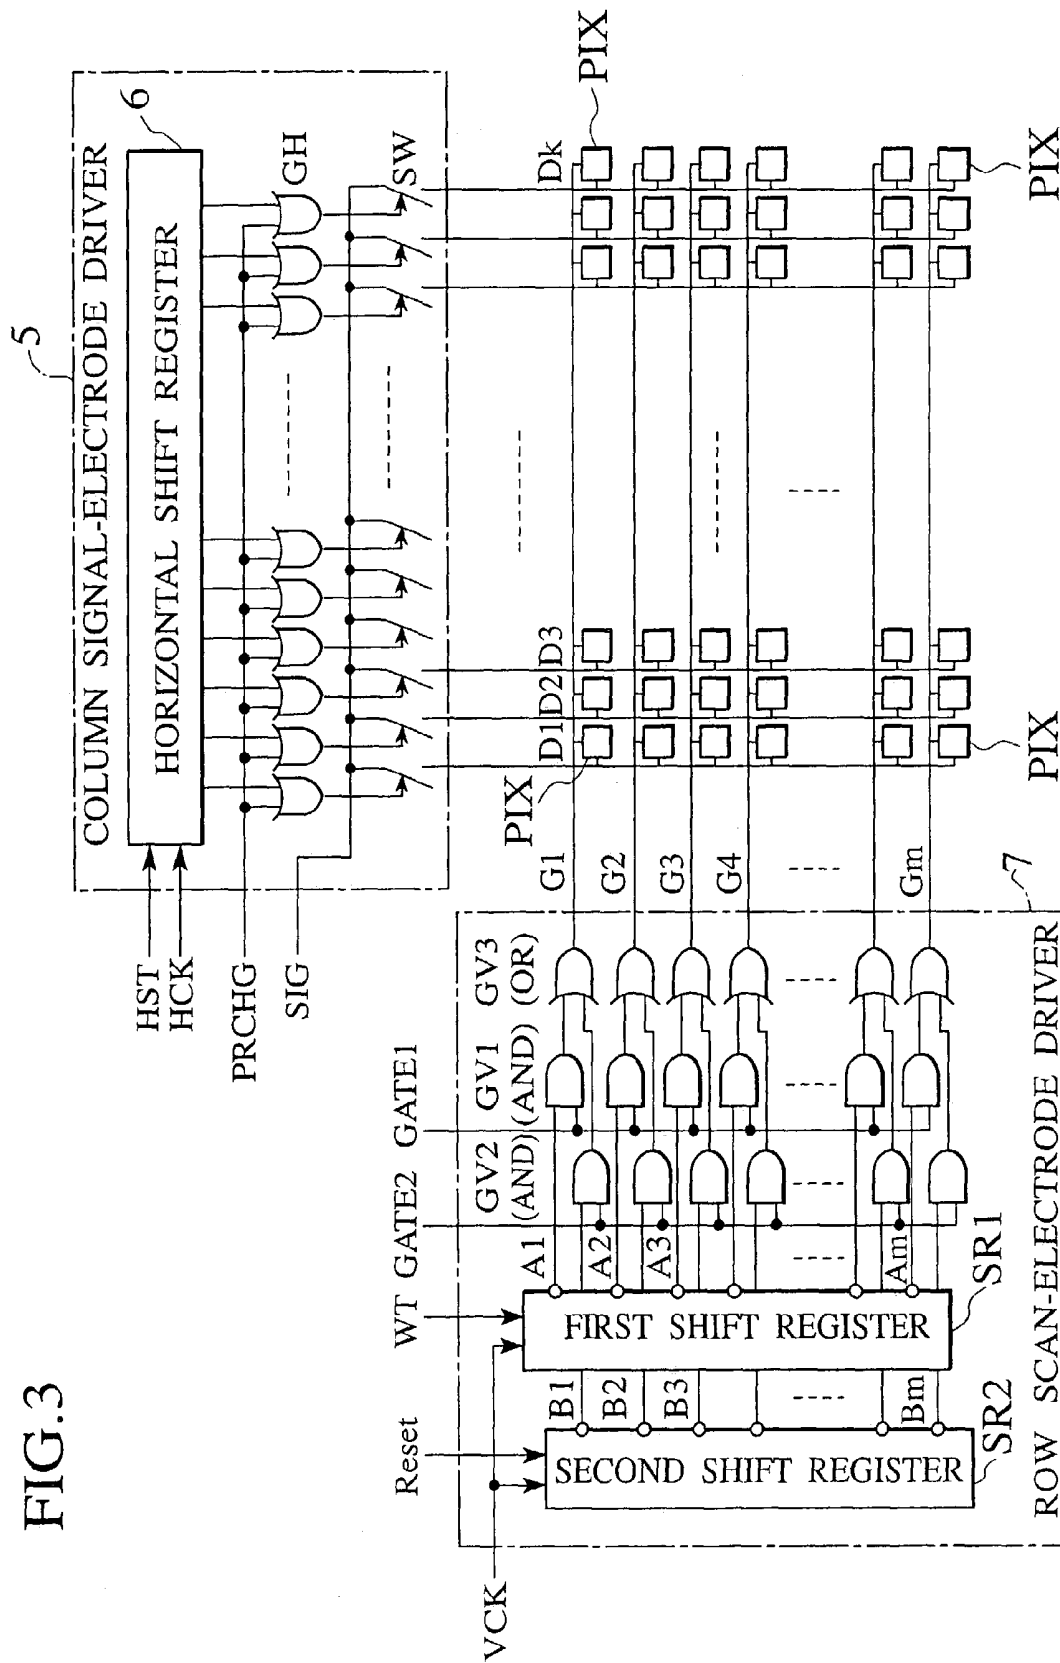 FIG.3
5
COLUMN SIGNAL-ELECTRODE DRIVER
6
HORIZONTAL SHIFT REGISTER
HST
HCK
PRCHG
SIG
GH
SW
D1
D2
D3
Dk
PIX
PIX
PIX
PIX
G1
G2
G3
G4
Gm
7
GV3
(OR)
GATE1
GV1
(AND)
GATE2
GV2
(AND)
WT
A1
A2
A3
Am
FIRST SHIFT REGISTER
SR1
Reset
B1
B2
B3
Bm
SECOND SHIFT REGISTER
SR2
VCK
ROW SCAN-ELECTRODE DRIVER